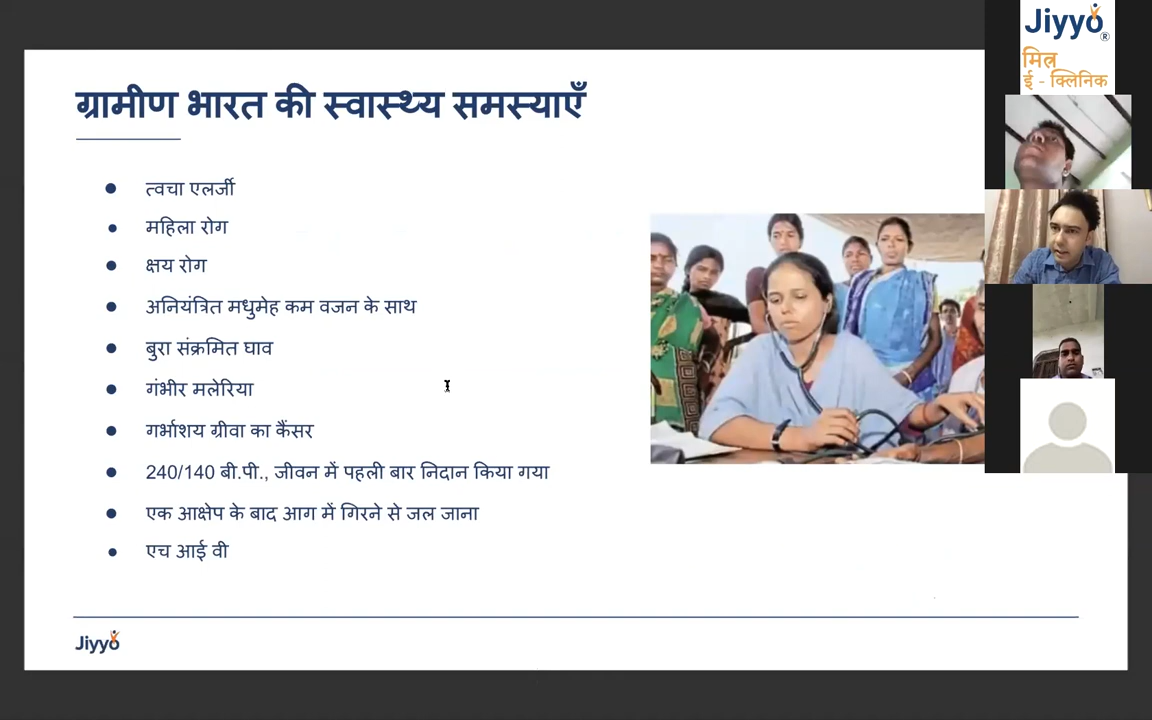 ग्रामीण भारत की स्वास्थ्य समस्याएँ
त्वचा एलर्जी
महिला रोग
क्षय रोग
अनियंत्रित मधुमेह कम वजन के साथ
बुरा संक्रमित घाव
गंभीर मलेरिया
गर्भाशय ग्रीवा का कैंसर
240/140 बी.पी., जीवन में पहली बार निदान किया गया
एक आक्षेप के बाद आग में गिरने से जल जाना
एच आई वी
Jiyyo
Jiyyo®
मित्र
ई - क्लिनिक